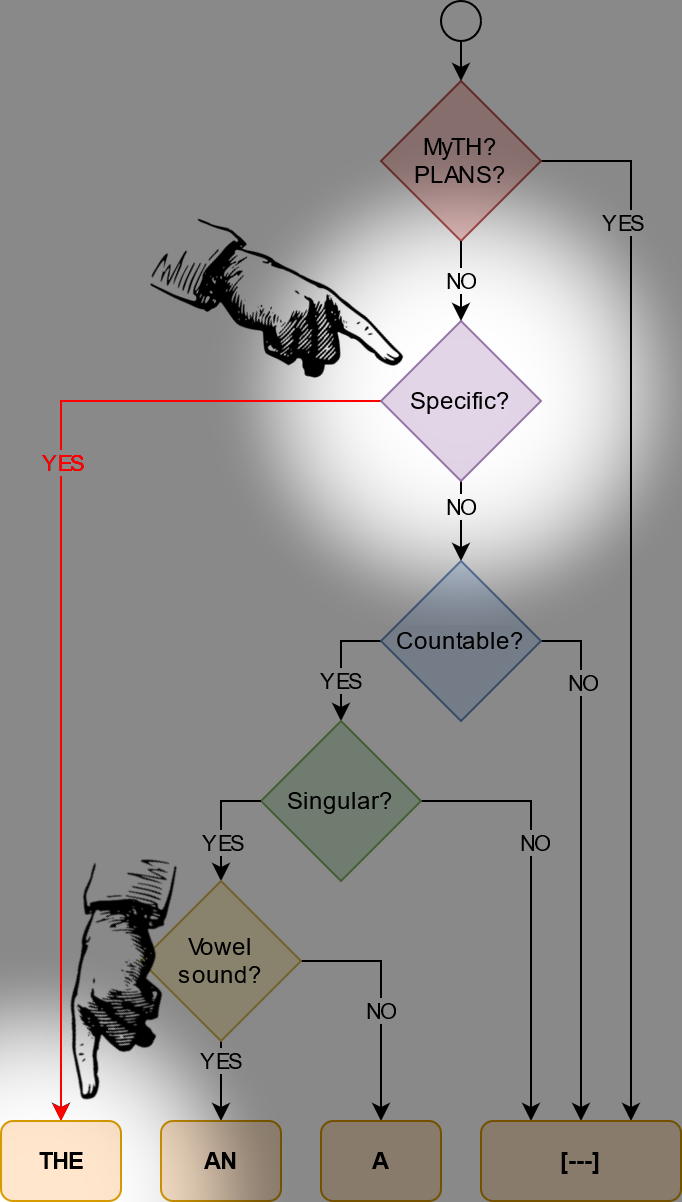 MyTH?
PLANS?
YES
NO
Specific?
YES
NO
Countable?
YES
NO
Singular?
YES
NO
Vowel
sound?
NO
YES
THE
AN
A
[---]